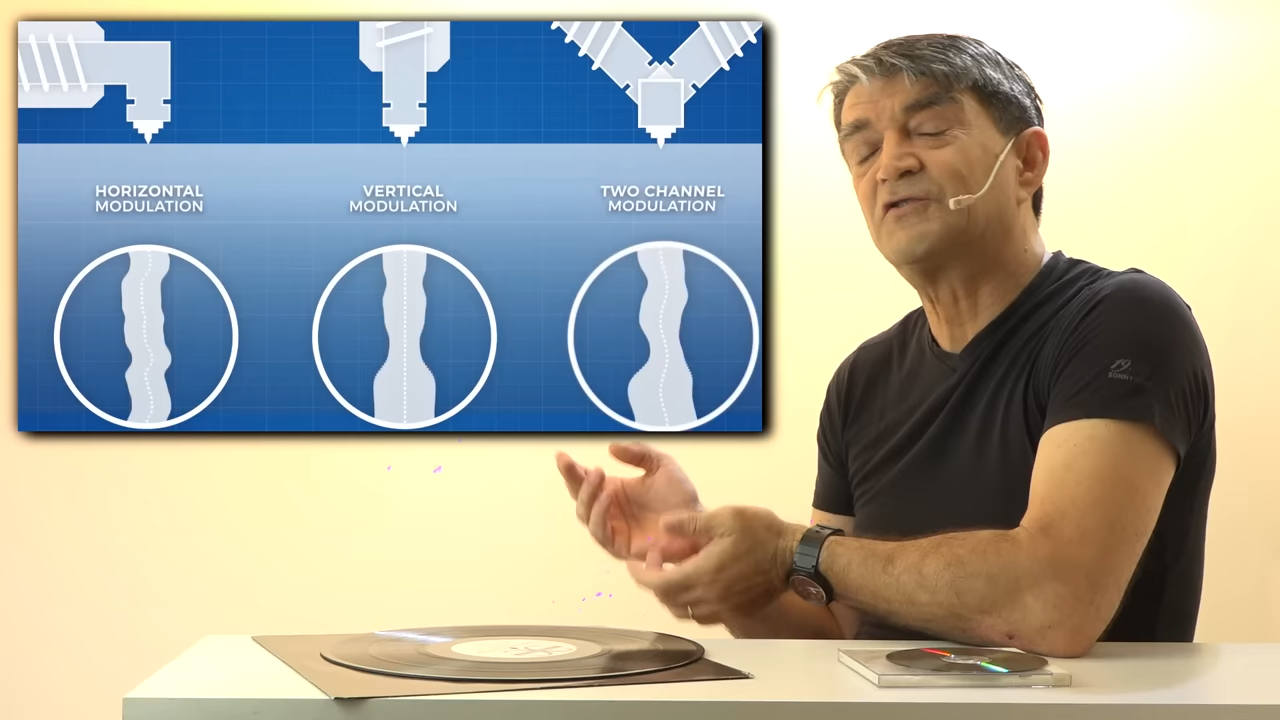 HORIZONTAL
MODULATION
VERTICAL
MODULATION
TWO CHANNEL
MODULATION